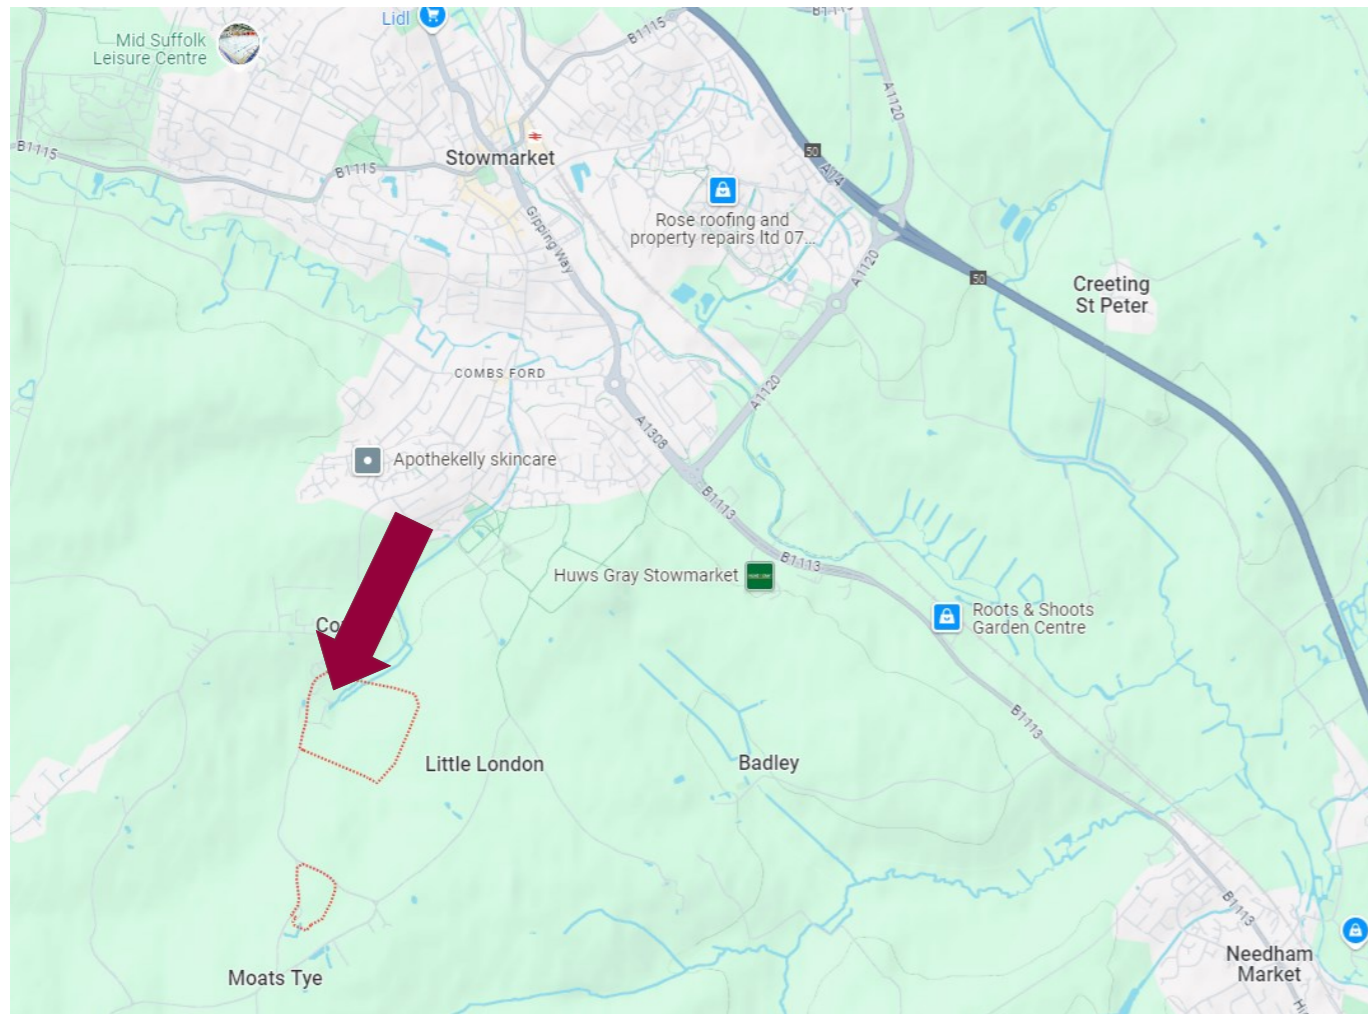 Lidl
B1115
Mid Suffolk
Leisure Centre
B1115
A1120
Stowmarket
B1115
B1115
50
A14
Rose roofing and
property repairs ltd 07...
Gipping Way
A1120
50
Creeting
St Peter
COMBS FORD
A1120
A1308
Apothekelly skincare
B1113
B1113
Huws Gray Stowmarket
Roots & Shoots
Garden Centre
B1113
Little London
Badley
B1113
Needham
Market
Moats Tye